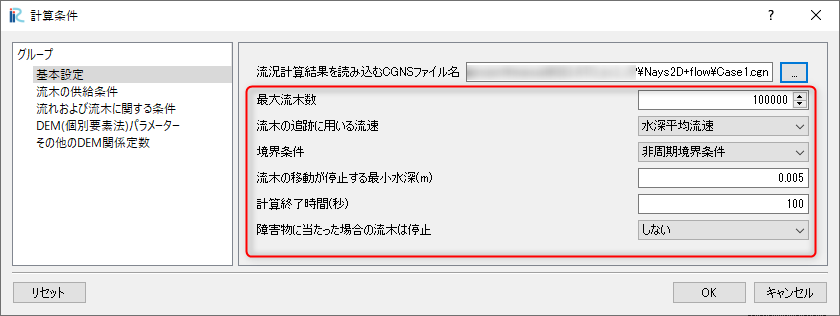 計算条件
グループ
基本設定
流木の供給条件
流れおよび流木に関する条件
DEM(個別要素法)パラメーター
その他のDEM関係定数
流況計算結果を読み込むCGNSファイル名
¥Nays2D+flow¥Case1.cgn
...
最大流木数
100000
流木の追跡に用いる流速
水深平均流速
境界条件
非周期境界条件
流木の移動が停止する最小水深(m)
0.005
計算終了時間(秒)
100
障害物に当たった場合の流木は停止
しない
リセット
OK
キャンセル